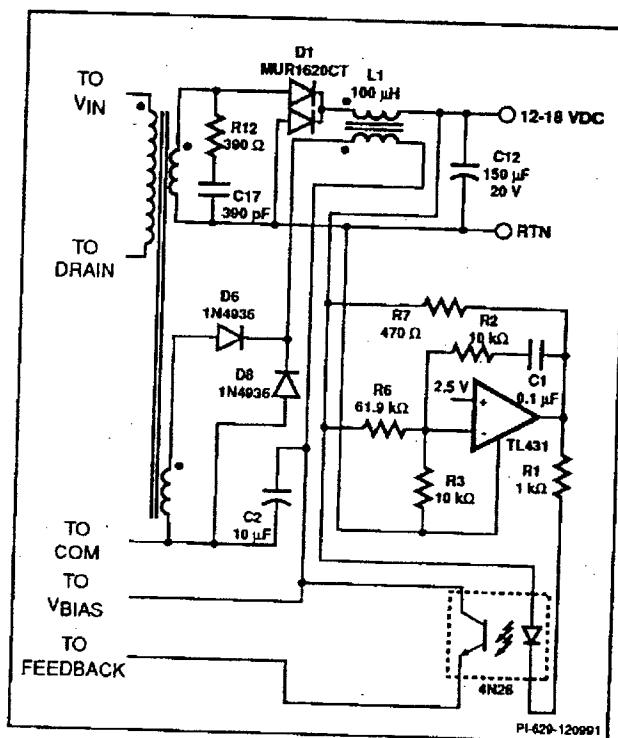 D1
MUR1620CT
L1
100 µH
TO
VIN
R12
390 Ω
C17
390 pF
12-18 VDC
C12
150 µF
20 V
RTN
TO
DRAIN
D6
1N4936
D8
1N4936
R7
470 Ω
R2
10 kΩ
C1
0.1 µF
R6
61.9 kΩ
2.5 V
+
-
TL431
R3
10 kΩ
R1
1 kΩ
C2
10 µF
TO
COM
TO
VBIAS
TO
FEEDBACK
4N26
PI-629-120991